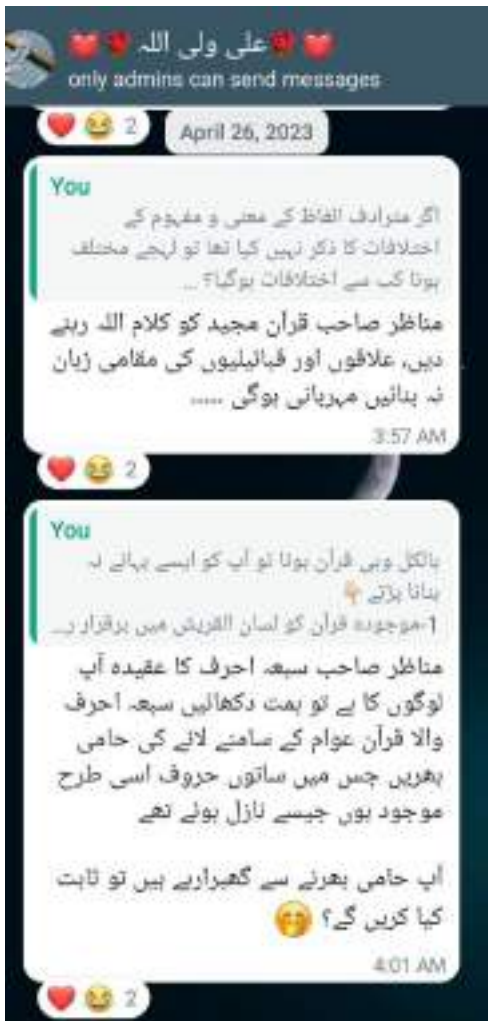 ❤️🌹علی ولی اللہ🌹❤️
only admins can send messages
❤️😂 2
April 26, 2023
You
اگر مترادف الفاظ کے معنی و مفہوم کے
اختلافات کا ذکر نہیں کیا تھا تو لہجے مختلف
ہونا کب سے اختلافات ہوگیا؟ ...
مناظر صاحب قرآن مجید کو کلام اللہ رہنے
دیں، علاقوں اور قبائیلیوں کی مقامی زبان
نہ بنائیں مہربانی ہوگی .....
3:57 AM
❤️😂 2
You
بالکل وہی قرآن ہوتا تو آپ کو ایسے بہانے نہ
بنانا پڑتے 👇🏻
1-موجودہ قرآن کو لسان القریش میں برقرار ر...
مناظر صاحب سبعہ احرف کا عقیدہ آپ
لوگوں کا ہے تو ہمت دکھائیں سبعہ احرف
والا قرآن عوام کے سامنے لانے کی حامی
بھریں جس میں ساتوں حروف اسی طرح
موجود ہوں جیسے نازل ہوئے تھے
آپ حامی بھرنے سے گھبرارہے ہیں تو ثابت
کیا کریں گے؟ 🤭
4:01 AM
❤️😂 2